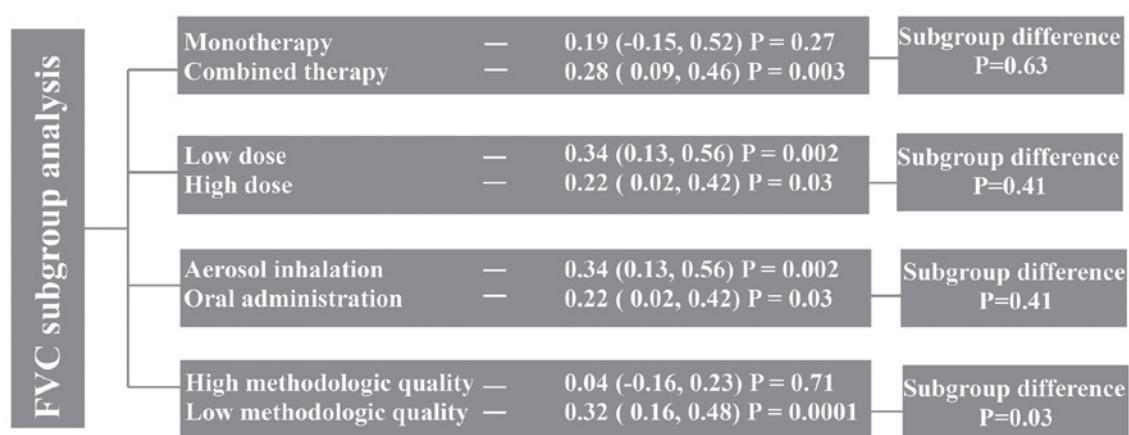 FVC subgroup analysis
Monotherapy — 0.19 (-0.15, 0.52) P = 0.27
Combined therapy — 0.28 ( 0.09, 0.46) P = 0.003
Subgroup difference
P=0.63
Low dose — 0.34 (0.13, 0.56) P = 0.002
High dose — 0.22 ( 0.02, 0.42) P = 0.03
Subgroup difference
P=0.41
Aerosol inhalation — 0.34 (0.13, 0.56) P = 0.002
Oral administration — 0.22 ( 0.02, 0.42) P = 0.03
Subgroup difference
P=0.41
High methodologic quality — 0.04 (-0.16, 0.23) P = 0.71
Low methodologic quality — 0.32 ( 0.16, 0.48) P = 0.0001
Subgroup difference
P=0.03